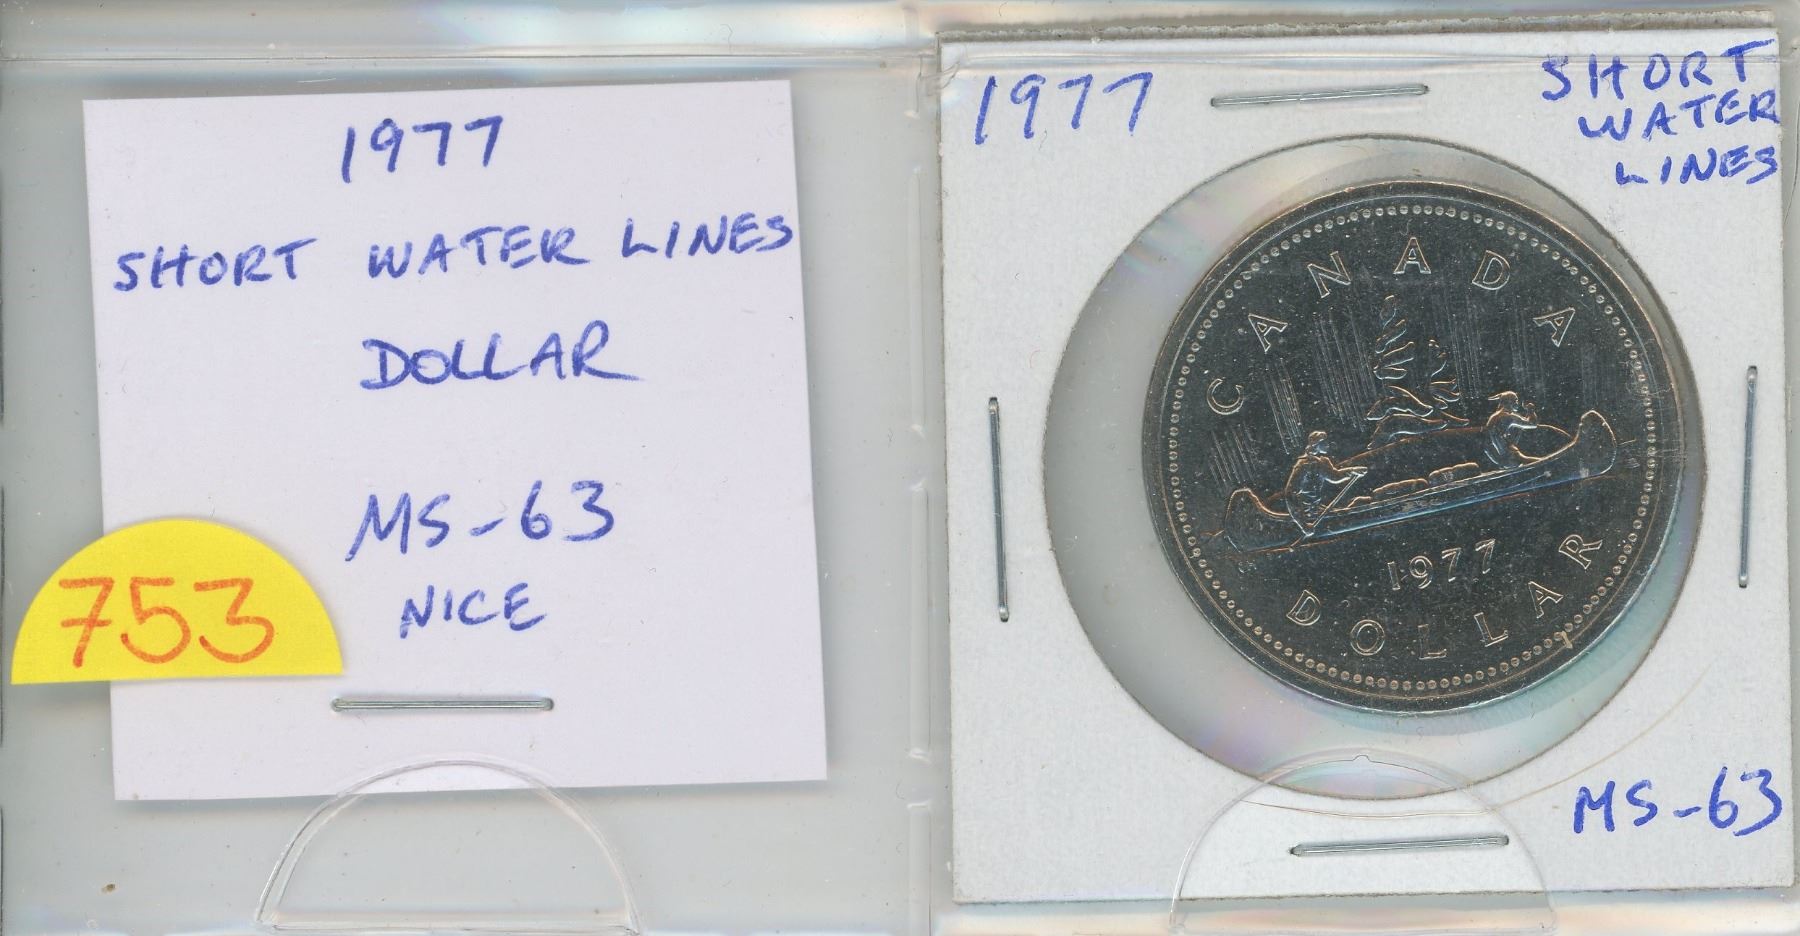 1977
SHORT WATER LINES
DOLLAR
MS-63
NICE
753
1977
SHORT
WATER
LINES
CANADA
1977
DOLLAR
MS-63